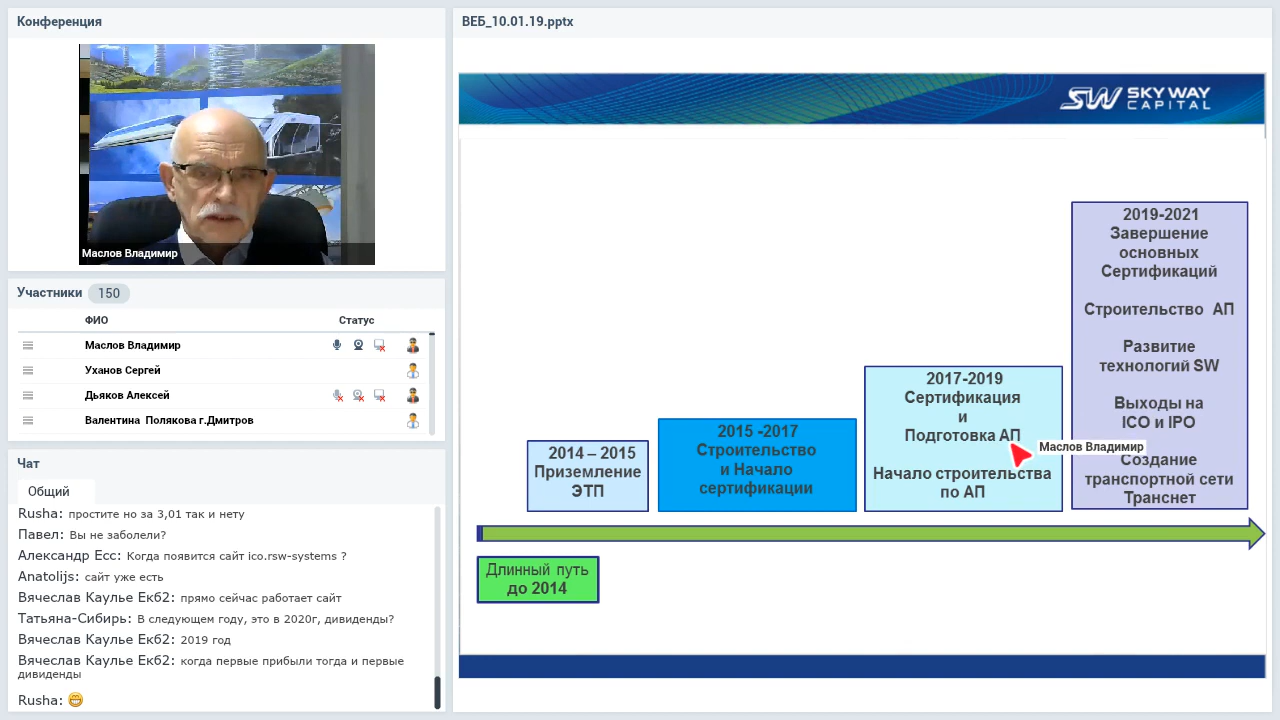 Конференция
Маслов Владимир
Участники 150
ФИО Статус
Маслов Владимир
Уханов Сергей
Дьяков Алексей
Валентина Полякова г.Дмитров
Чат
Общий
Rusha: простите но за 3,01 так и нету
Павел: Вы не заболели?
Александр Есс: Когда появится сайт ico.rsw-systems ?
Anatolijs: сайт уже есть
Вячеслав Каулье Екб2: прямо сейчас работает сайт
Татьяна-Сибирь: В следующем году, это в 2020г, дивиденды?
Вячеслав Каулье Екб2: 2019 год
Вячеслав Каулье Екб2: когда первые прибыли тогда и первые
дивиденды
Rusha:
ВЕБ_10.01.19.pptx
SW SKY WAY
CAPITAL
2014 – 2015
Приземление
ЭТП
2015 -2017
Строительство
и Начало
сертификации
2017-2019
Сертификация
и
Подготовка АП
Начало строительства
по АП
Маслов Владимир
2019-2021
Завершение
основных
Сертификаций
Строительство АП
Развитие
технологий SW
Выходы на
ICO и IPO
Создание
транспортной сети
Транснет
Длинный путь
до 2014